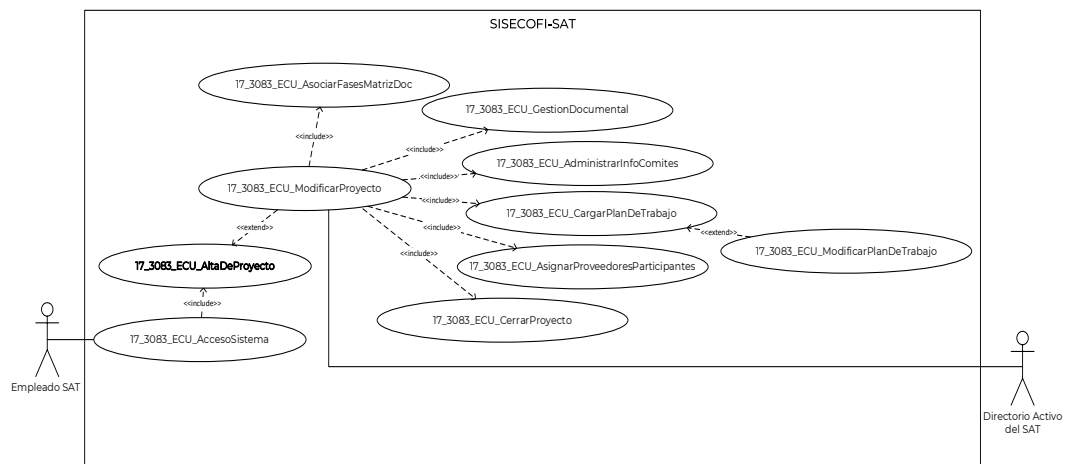 SISECOFI-SAT
17_3083_ECU_AsociarFasesMatrizDoc
17_3083_ECU_GestionDocumental
<<include>>
<<include>>
17_3083_ECU_AdministrarInfoComites
<<include>>
17_3083_ECU_ModificarProyecto
<<include>>
17_3083_ECU_CargarPlanDeTrabajo
<<extend>>
<<include>>
<<extend>>
17_3083_ECU_ModificarPlanDeTrabajo
<<include>>
17_3083_ECU_AltaDeProyecto
17_3083_ECU_AsignarProveedoresParticipantes
<<include>>
17_3083_ECU_CerrarProyecto
17_3083_ECU_AccesoSistema
Empleado SAT
Directorio Activo
del SAT